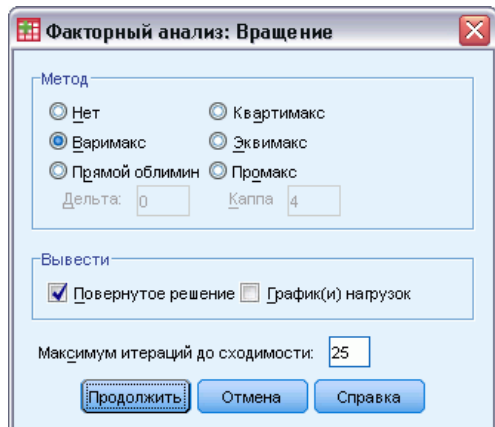 Факторный анализ: Вращение
Метод
Нет Квартимакс
Варимакс Эквимакс
Прямой облимин Промакс
Дельта: 0 Каппа 4
Вывести
Повернутое решение График(и) нагрузок
Максимум итераций до сходимости: 25
Продолжить Отмена Справка